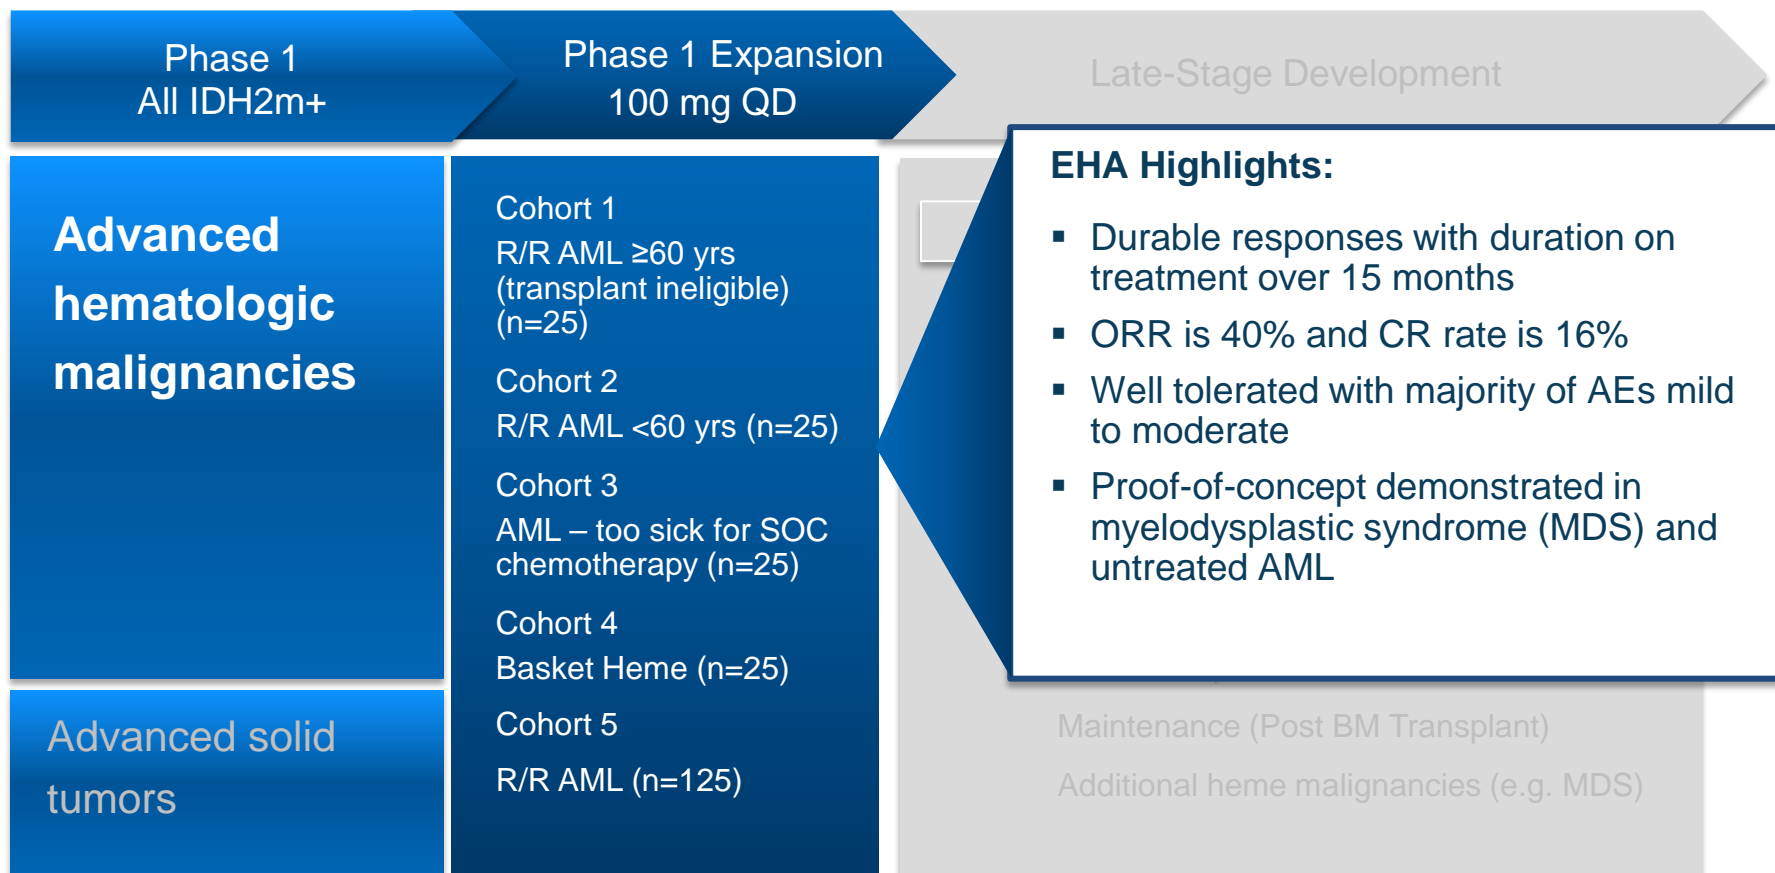 Phase 1
All IDH2m+
Phase 1 Expansion
100 mg QD
Late-Stage Development
Advanced
hematologic
malignancies
Advanced solid
tumors
Cohort 1
R/R AML ≥60 yrs
(transplant ineligible)
(n=25)
Cohort 2
R/R AML <60 yrs (n=25)
Cohort 3
AML – too sick for SOC
chemotherapy (n=25)
Cohort 4
Basket Heme (n=25)
Cohort 5
R/R AML (n=125)
EHA Highlights:
▪ Durable responses with duration on
treatment over 15 months
▪ ORR is 40% and CR rate is 16%
▪ Well tolerated with majority of AEs mild
to moderate
▪ Proof-of-concept demonstrated in
myelodysplastic syndrome (MDS) and
untreated AML
Maintenance (Post BM Transplant)
Additional heme malignancies (e.g. MDS)